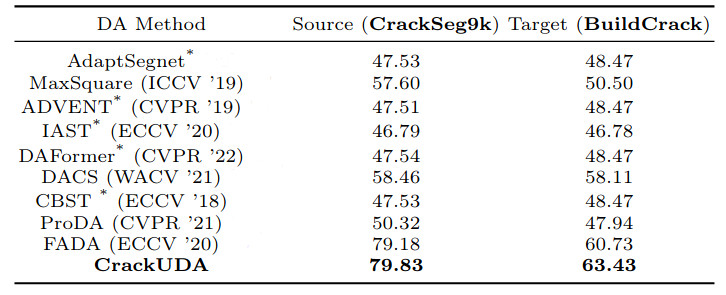 DA Method Source (CrackSeg9k) Target (BuildCrack)
AdaptSegnet* 47.53 48.47
MaxSquare (ICCV '19) 57.60 50.50
ADVENT* (CVPR '19) 47.51 48.47
IAST* (ECCV '20) 46.79 46.78
DAFormer* (CVPR '22) 47.54 48.47
DACS (WACV '21) 58.46 58.11
CBST * (ECCV '18) 47.53 48.47
ProDA (CVPR '21) 50.32 47.94
FADA (ECCV '20) 79.18 60.73
CrackUDA 79.83 63.43